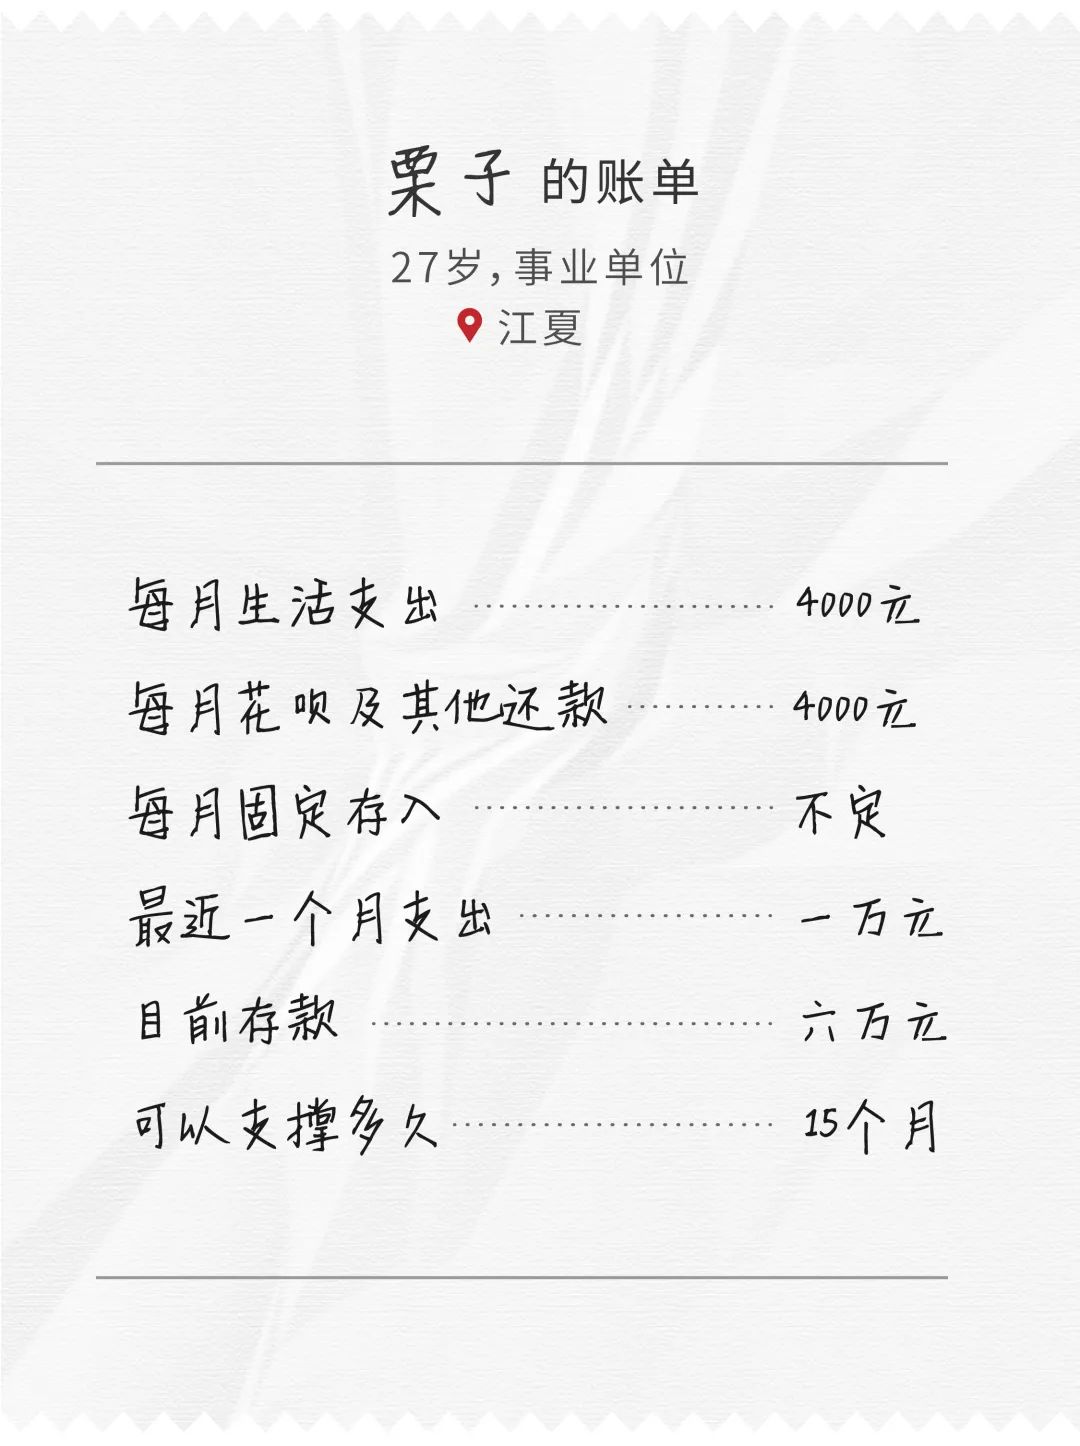 栗子的账单
27岁，事业单位
江夏
每月生活支出 4000元
每月花呗及其他还款 4000元
每月固定存入 不定
最近一个月支出 一万元
目前存款 六万元
可以支撑多久 15个月